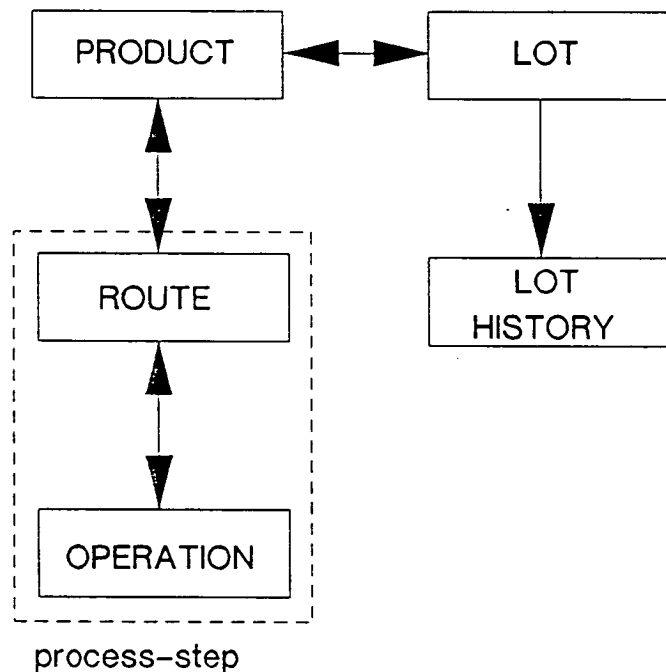 PRODUCT
LOT
ROUTE
LOT
HISTORY
OPERATION
process-step